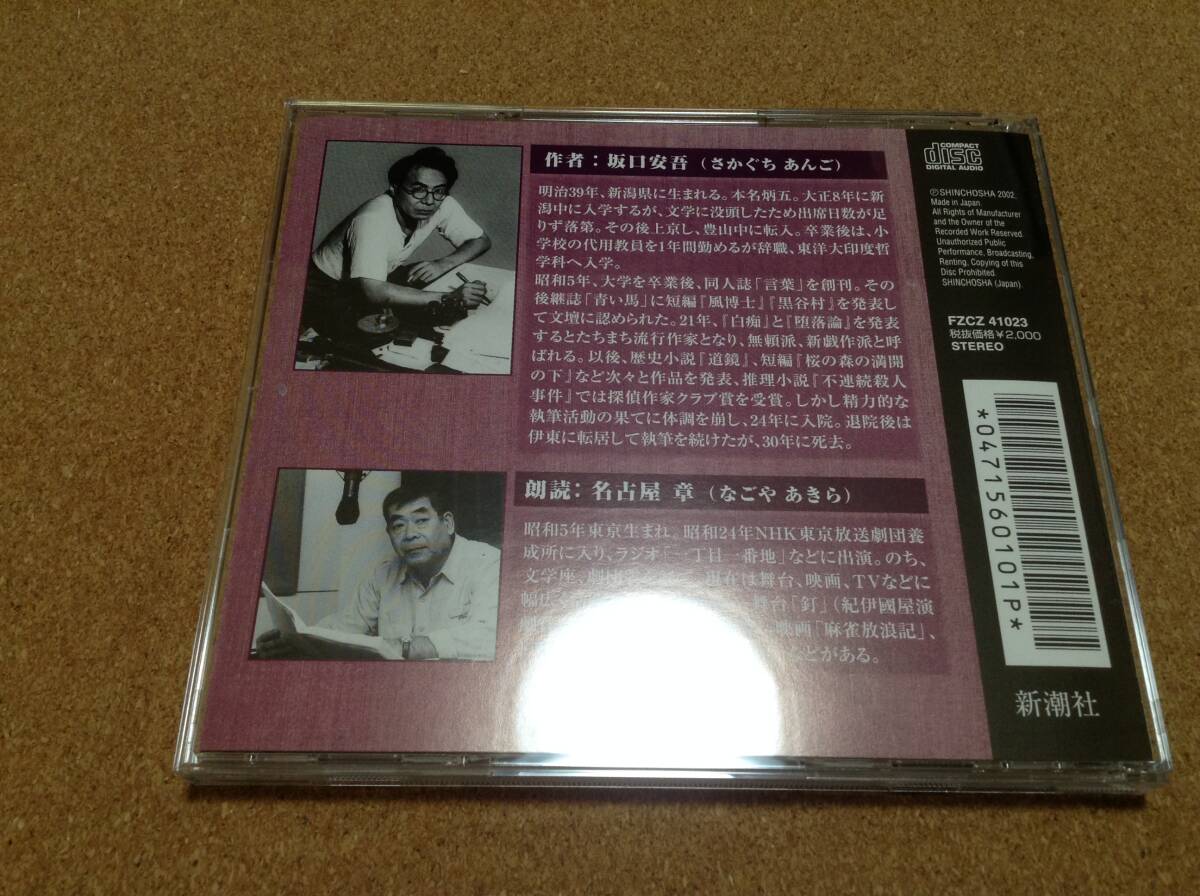 作者：坂口安吾（さかぐち あんご）
明治39年、新潟県に生まれる。本名炳五。大正8年に新
潟中に入学するが、文学に没頭したため出席日数が足
りず落第。その後上京し、豊山中に転入。卒業後は、小
学校の代用教員を1年間勤めるが辞職、東洋大印度哲
学科へ入学。
昭和5年、大学を卒業後、同人誌「言葉」を創刊。その
後継誌「青い馬」に短編『風博士』『黒谷村』を発表し
て文壇に認められた。21年、『白痴』と『堕落論』を発表
するとたちまち流行作家となり、無頼派、新戯作派と呼
ばれる。以後、歴史小説『道鏡』、短編『桜の森の満開
の下』など次々と作品を発表、推理小説『不連続殺人
事件』では探偵作家クラブ賞を受賞。しかし精力的な
執筆活動の果てに体調を崩し、24年に入院。退院後は
伊東に転居して執筆を続けたが、30年に死去。
朗読：名古屋 章（なごや あきら）
昭和5年東京生まれ。昭和24年NHK東京放送劇団養
成所に入り、ラジオ「一丁目一番地」などに出演。のち、
文学座、劇団 現在は舞台、映画、TVなどに
幅広く 舞台「釘」（紀伊國屋演
映画「麻雀放浪記」、
などがある。
COMPACT
disc
DIGITAL AUDIO
ⓅSHINCHOSHA 2002.
Made in Japan.
All Rights of Manufacturer
and the Owner of the
Recorded Work Reserved.
Unauthorized Public
Performance, Broadcasting,
Renting, Copying of this
Disc Prohibited.
SHINCHOSHA (Japan).
FZCZ 41023
税抜価格¥2,000
STEREO
*0471560101P*
新潮社